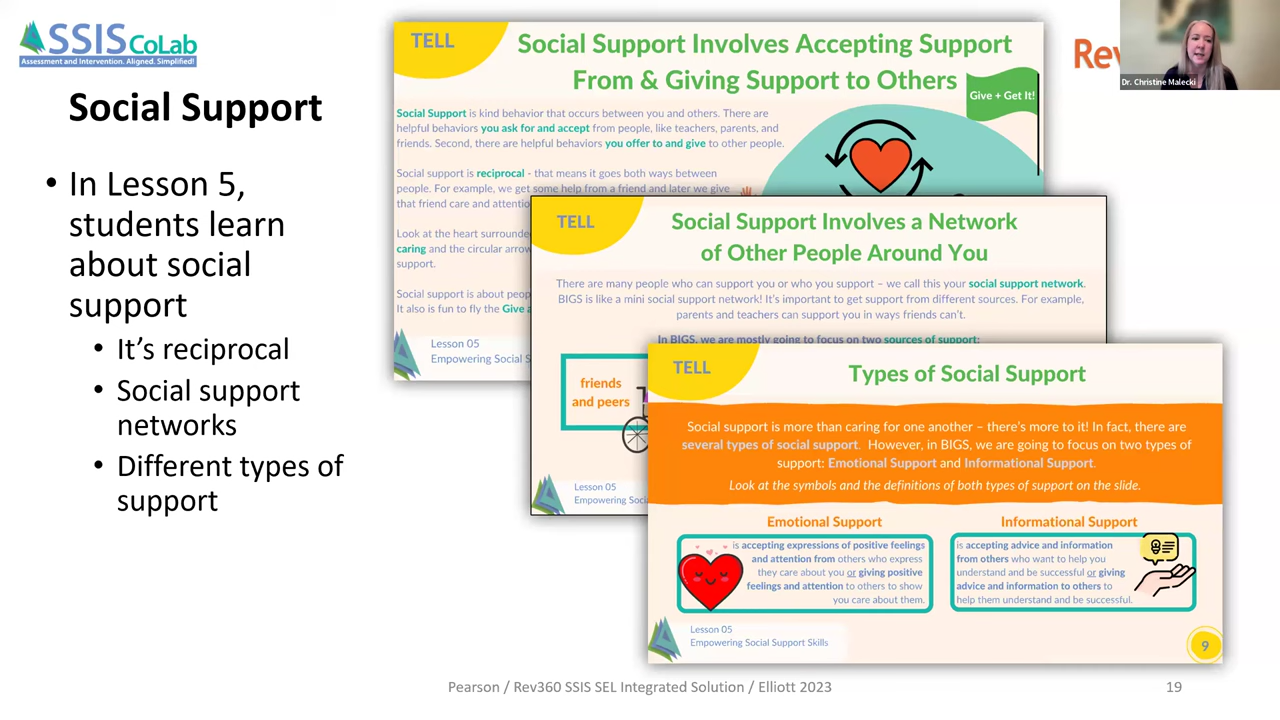 SSIS CoLab
Assessment and Intervention. Aligned. Simplified!
Social Support
• In Lesson 5,
students learn
about social
support
• It's reciprocal
• Social support
networks
• Different types of
support
TELL
Social Support Involves Accepting Support
From & Giving Support to Others
Give + Get It!
Social Support is kind behavior that occurs between you and others. There are
helpful behaviors you ask for and accept from people, like teachers, parents, and
friends. Second, there are helpful behaviors you offer to and give to other people.
Social support is reciprocal - that means it goes both ways between
people. For example, we get some help from a friend and later we give
that friend care and attentio
Look at the heart surrounde
caring and the circular arrow
support.
Social support is about peop
It also is fun to fly the Give a
Lesson 05
Empowering Social S
TELL
Social Support Involves a Network
of Other People Around You
There are many people who can support you or who you support – we call this your social support network.
BIGS is like a mini social support network! It's important to get support from different sources. For example,
parents and teachers can support you in ways friends can't.
In BIGS, we are mostly going to focus on two sources of support:
friends
and peers
Lesson 05
Empowering Soci
TELL
Types of Social Support
Social support is more than caring for one another – there's more to it! In fact, there are
several types of social support. However, in BIGS, we are going to focus on two types of
support: Emotional Support and Informational Support.
Look at the symbols and the definitions of both types of support on the slide.
Emotional Support
is accepting expressions of positive feelings
and attention from others who express
they care about you or giving positive
feelings and attention to others to show
you care about them.
Informational Support
is accepting advice and information
from others who want to help you
understand and be successful or giving
advice and information to others to
help them understand and be successful.
Lesson 05
Empowering Social Support Skills
9
Rev
Dr. Christine Malecki
Pearson / Rev360 SSIS SEL Integrated Solution / Elliott 2023
19